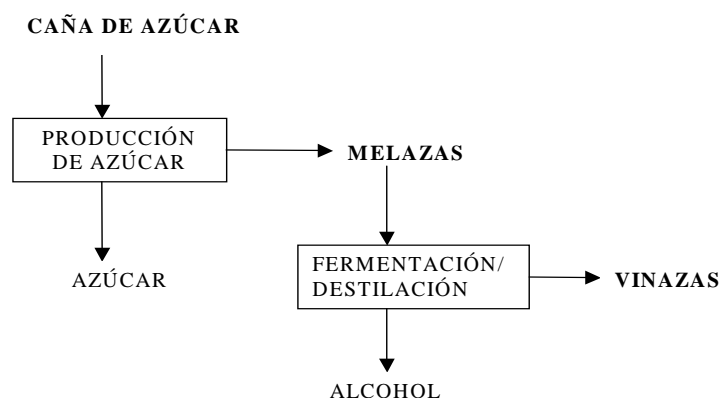 CAÑA DE AZÚCAR
PRODUCCIÓN
DE AZÚCAR
MELAZAS
AZÚCAR
FERMENTACIÓN/
DESTILACIÓN
VINAZAS
ALCOHOL